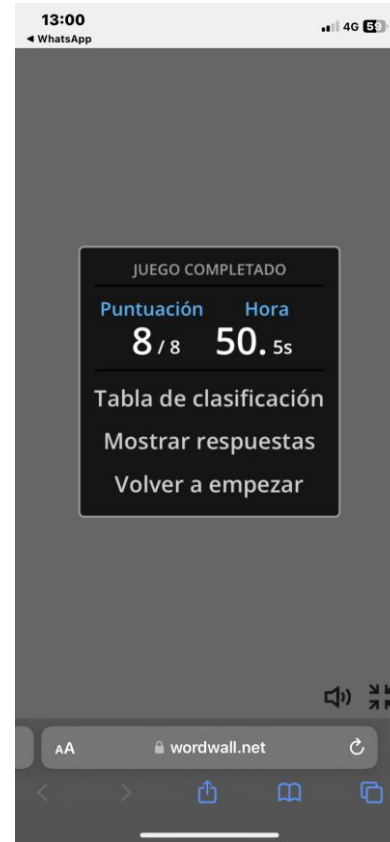 13:00
4G 59
◀ WhatsApp
JUEGO COMPLETADO
Puntuación Hora
8 / 8 50. 5s
Tabla de clasificación
Mostrar respuestas
Volver a empezar
AA wordwall.net